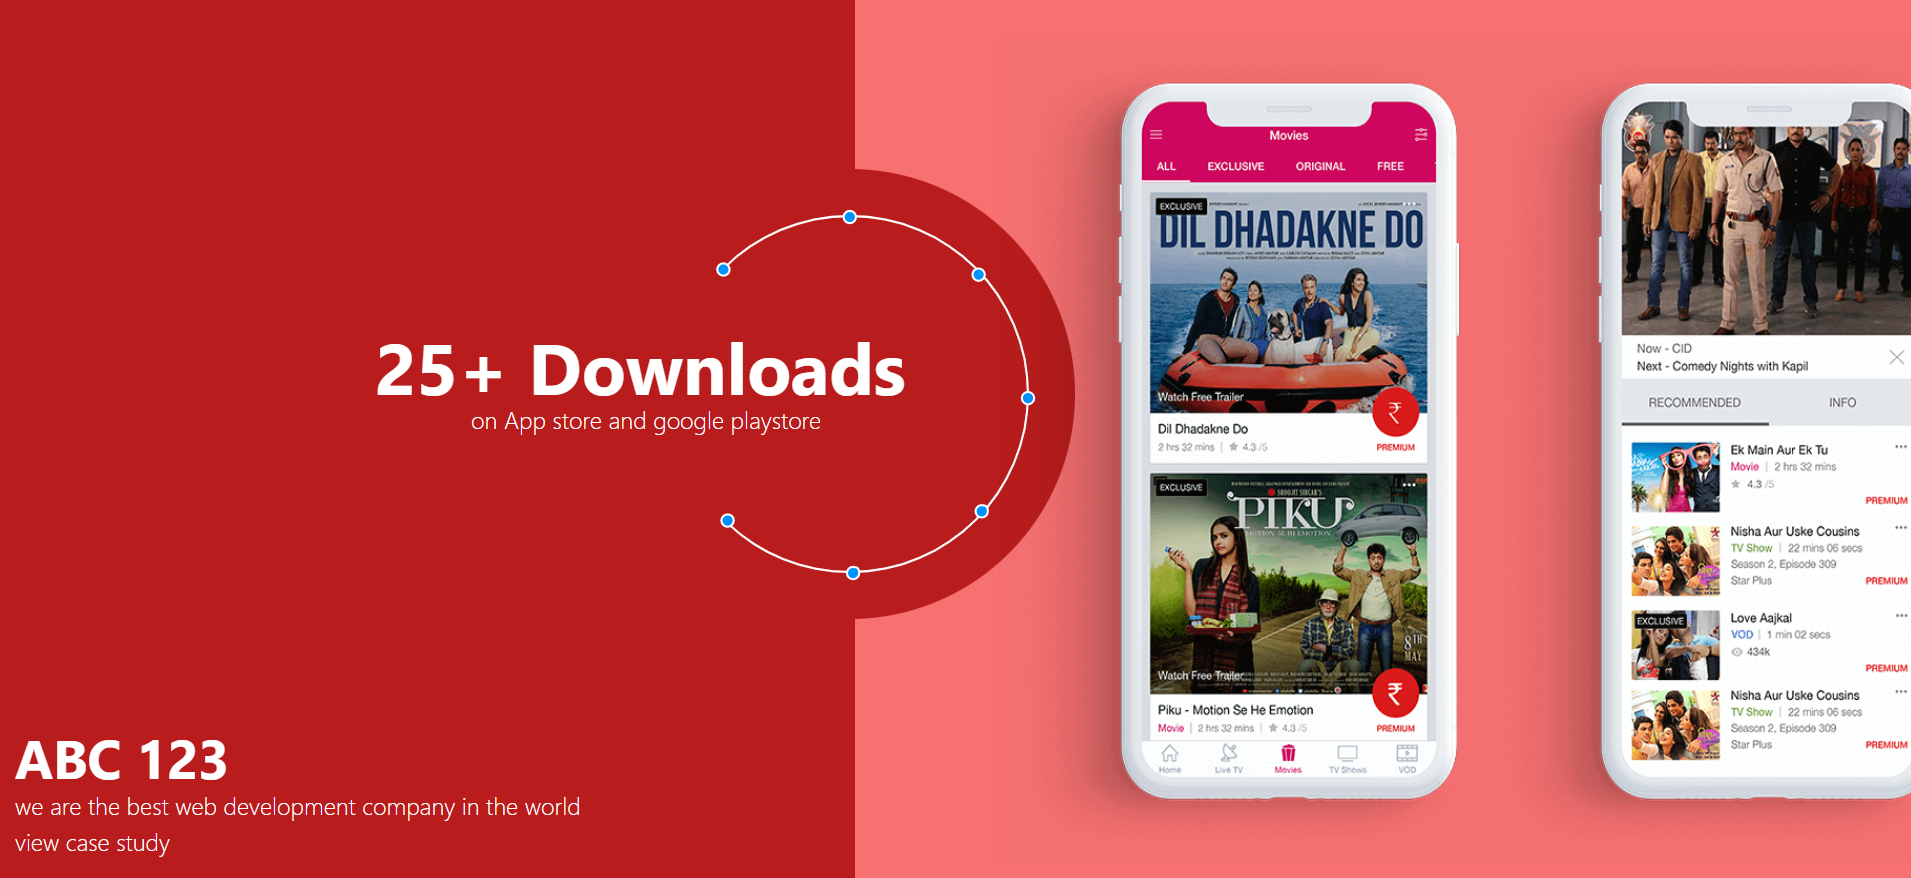 25+ Downloads
on App store and google playstore
ABC 123
we are the best web development company in the world
view case study
Movies
ALL EXCLUSIVE ORIGINAL FREE
EXCLUSIVE
DIL DHADAKNE DO
Watch Free Trailer
₹
Dil Dhadakne Do
2 hrs 32 mins | ★ 4.3 /5
PREMIUM
EXCLUSIVE
SHOOJIT SIRCAR'S
PIKU
MOTION SE HI EMOTION
8TH
MAY
Watch Free Trailer
₹
Piku - Motion Se He Emotion
Movie | 2 hrs 32 mins | ★ 4.3 /5
PREMIUM
Home Live TV Movies TV Shows VOD
Now - CID
Next - Comedy Nights with Kapil
RECOMMENDED INFO
Ek Main Aur Ek Tu
Movie | 2 hrs 32 mins
★ 4.3 /5
PREMIUM
Nisha Aur Uske Cousins
TV Show | 22 mins 06 secs
Season 2, Episode 309
Star Plus
PREMIUM
EXCLUSIVE
Love Aajkal
VOD | 1 min 02 secs
434k
PREMIUM
Nisha Aur Uske Cousins
TV Show | 22 mins 06 secs
Season 2, Episode 309
Star Plus
PREMIUM